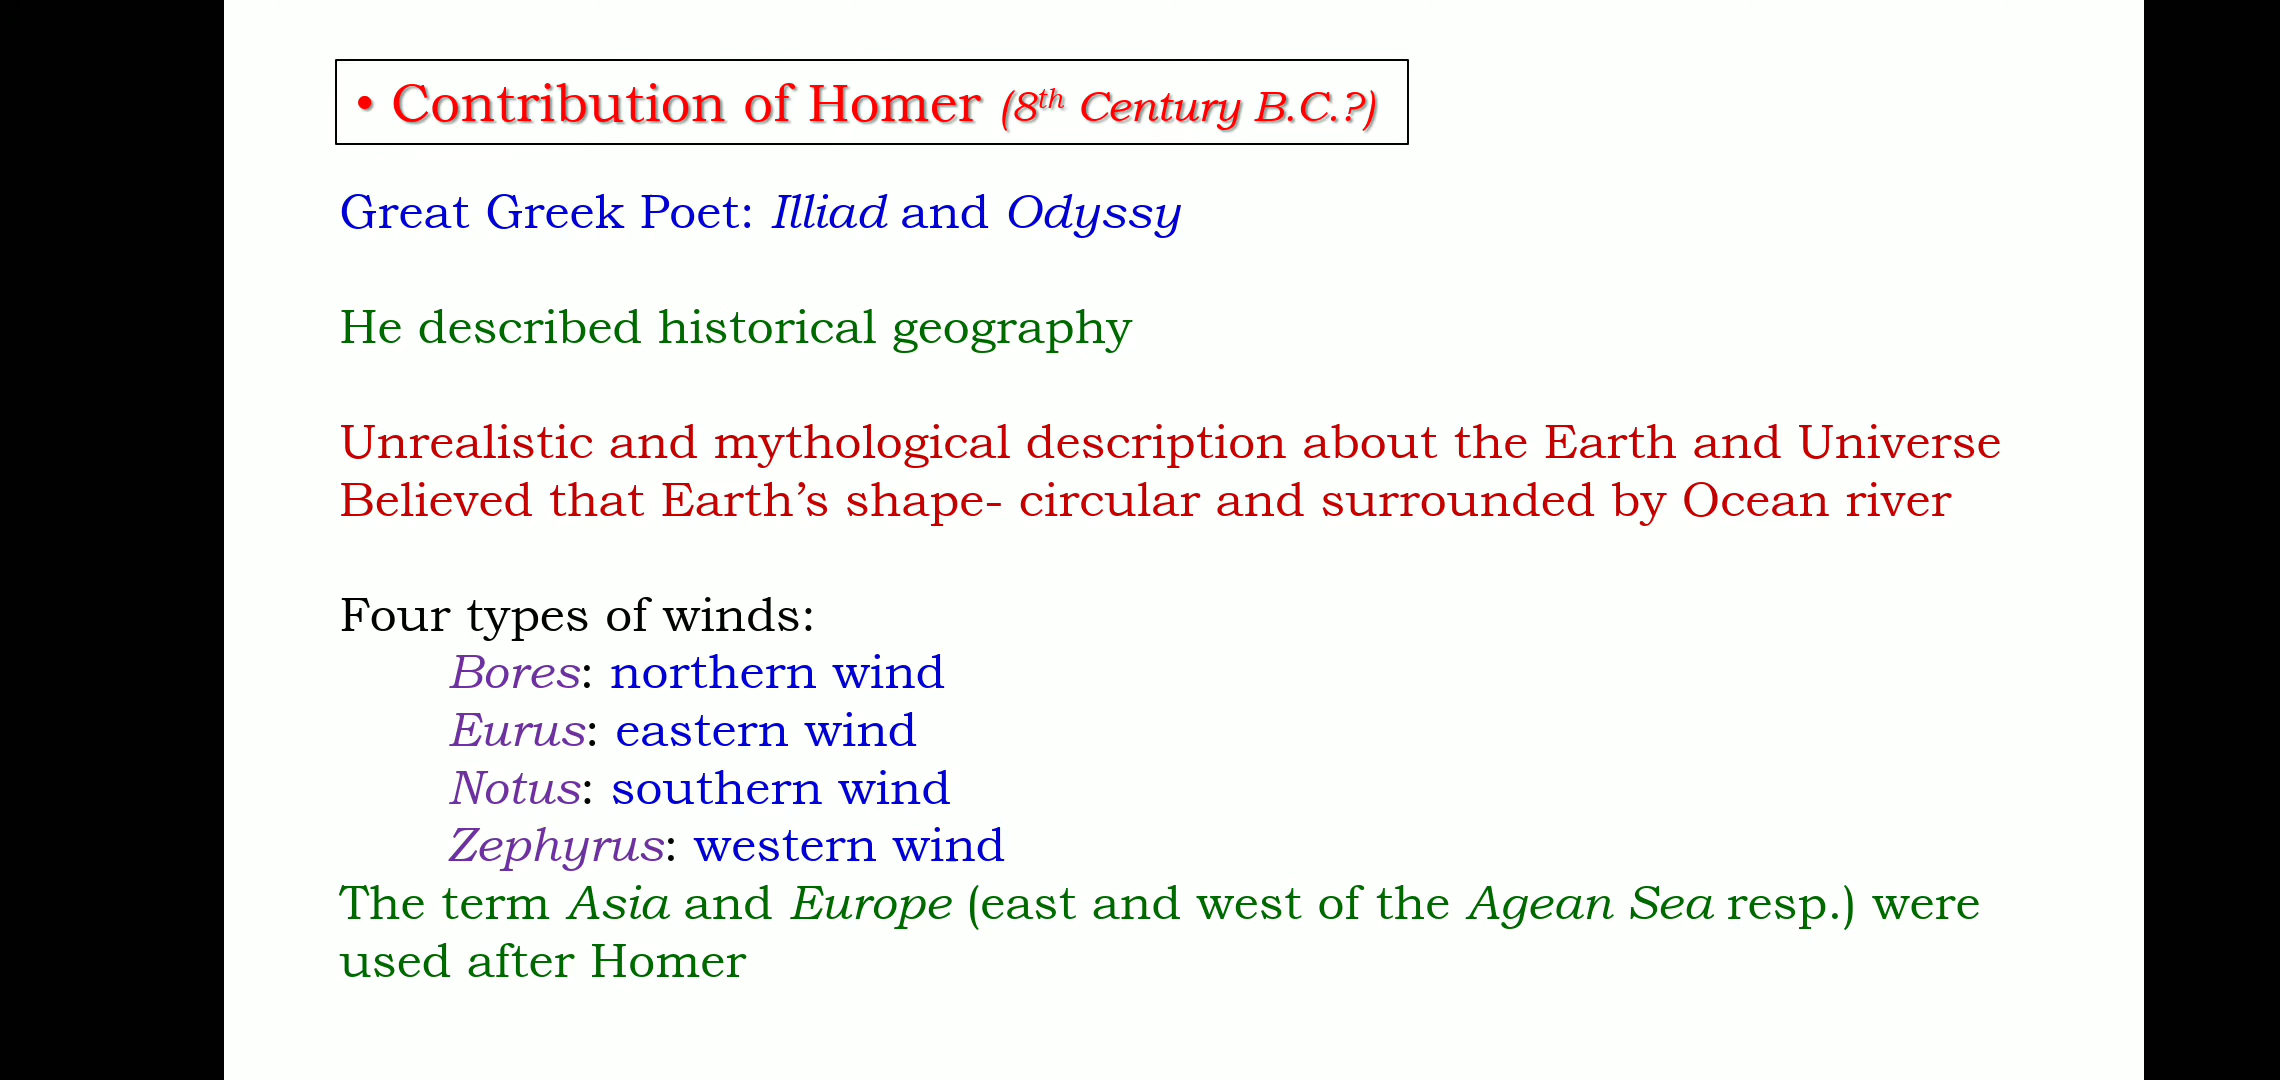 • Contribution of Homer (8th Century B.C.?)
Great Greek Poet: Illiad and Odyssy
He described historical geography
Unrealistic and mythological description about the Earth and Universe
Believed that Earth’s shape- circular and surrounded by Ocean river
Four types of winds:
Bores: northern wind
Eurus: eastern wind
Notus: southern wind
Zephyrus: western wind
The term Asia and Europe (east and west of the Agean Sea resp.) were
used after Homer